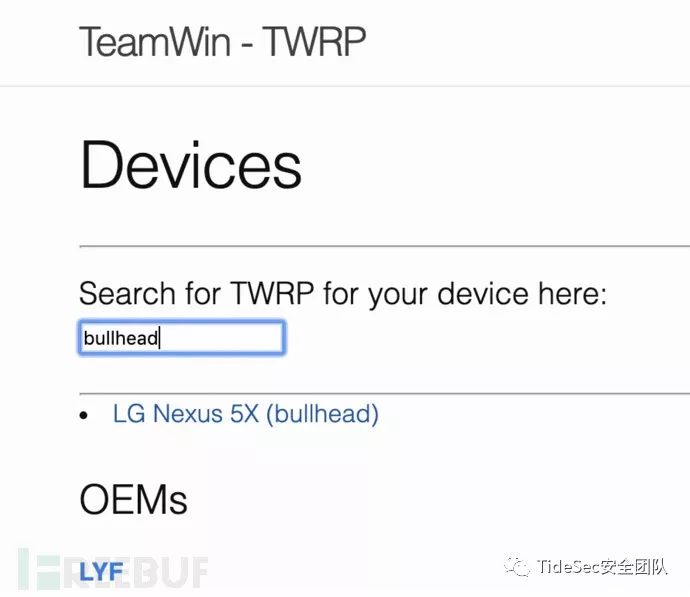 TeamWin - TWRP
Devices
Search for TWRP for your device here:
bullhead
LG Nexus 5X (bullhead)
OEMs
LYF
FREEBUF
TideSec安全团队